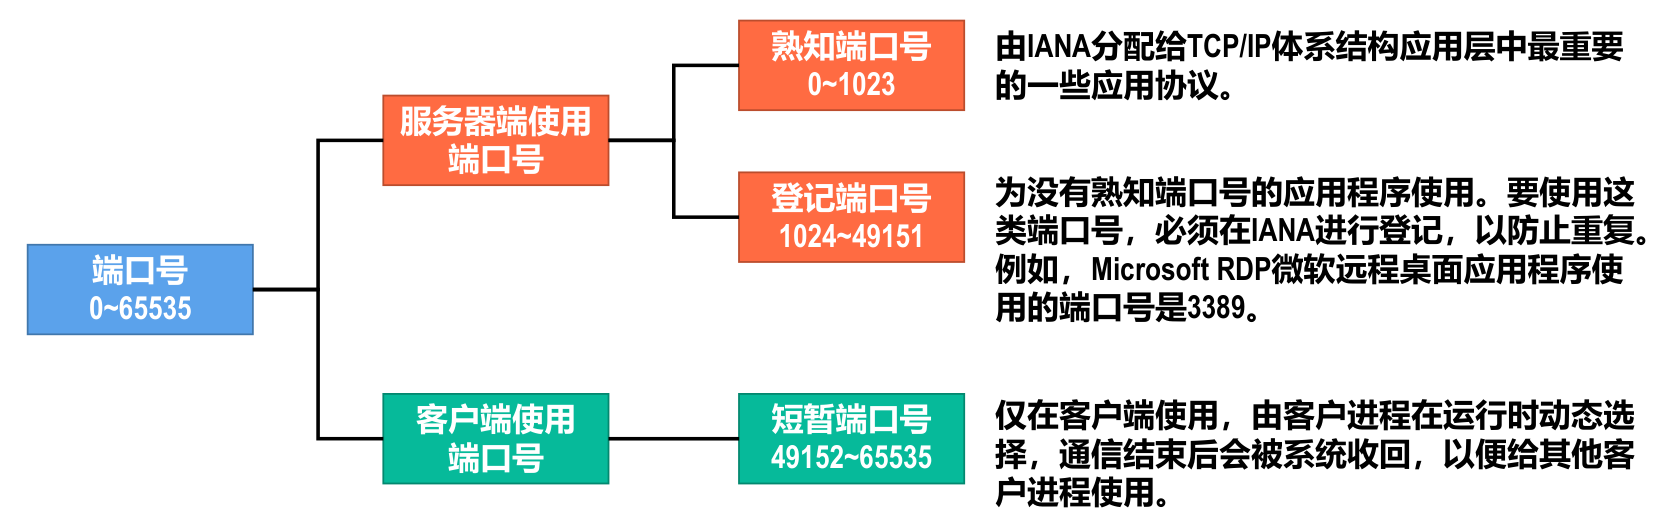 端口号
0~65535
服务器端使用
端口号
熟知端口号
0~1023
由IANA分配给TCP/IP体系结构应用层中最重要
的一些应用协议。
登记端口号
1024~49151
为没有熟知端口号的应用程序使用。要使用这
类端口号，必须在IANA进行登记，以防止重复。
例如，Microsoft RDP微软远程桌面应用程序使
用的端口号是3389。
客户端使用
端口号
短暂端口号
49152~65535
仅在客户端使用，由客户进程在运行时动态选
择，通信结束后会被系统收回，以便给其他客
户进程使用。